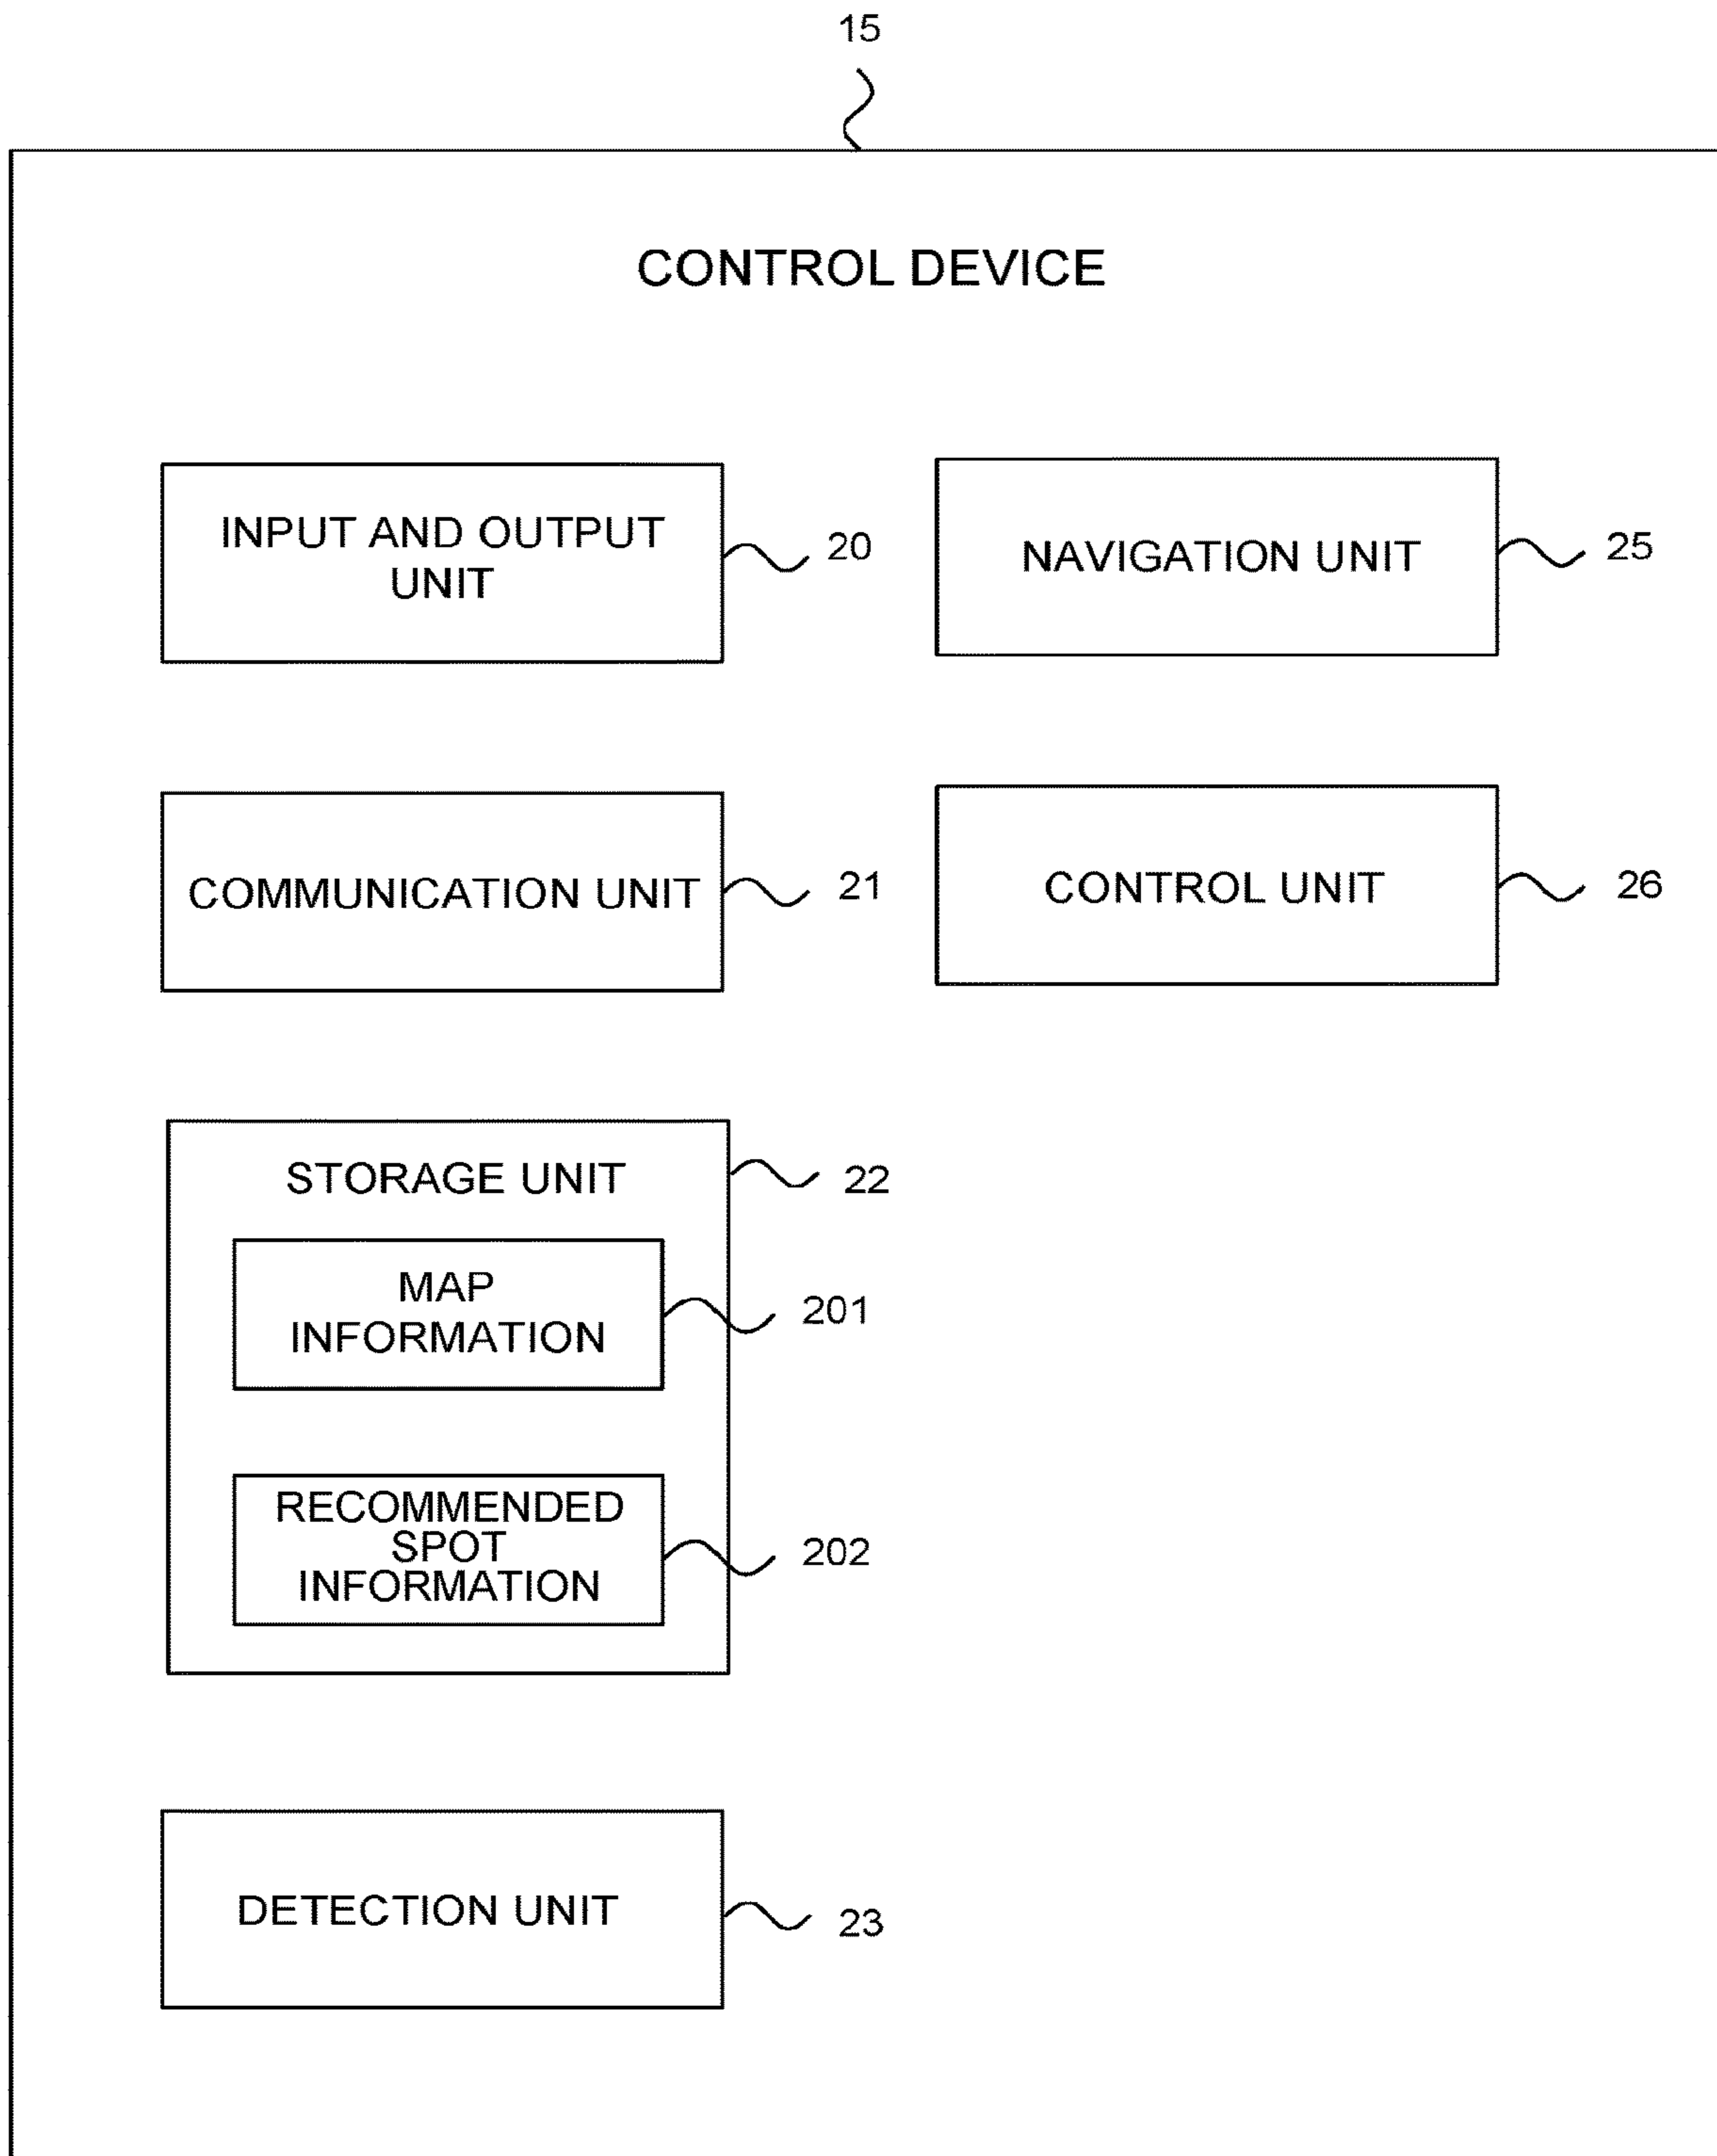 15
CONTROL DEVICE
INPUT AND OUTPUT
UNIT
20
NAVIGATION UNIT
25
COMMUNICATION UNIT
21
CONTROL UNIT
26
STORAGE UNIT
22
MAP
INFORMATION
201
RECOMMENDED
SPOT
INFORMATION
202
DETECTION UNIT
23